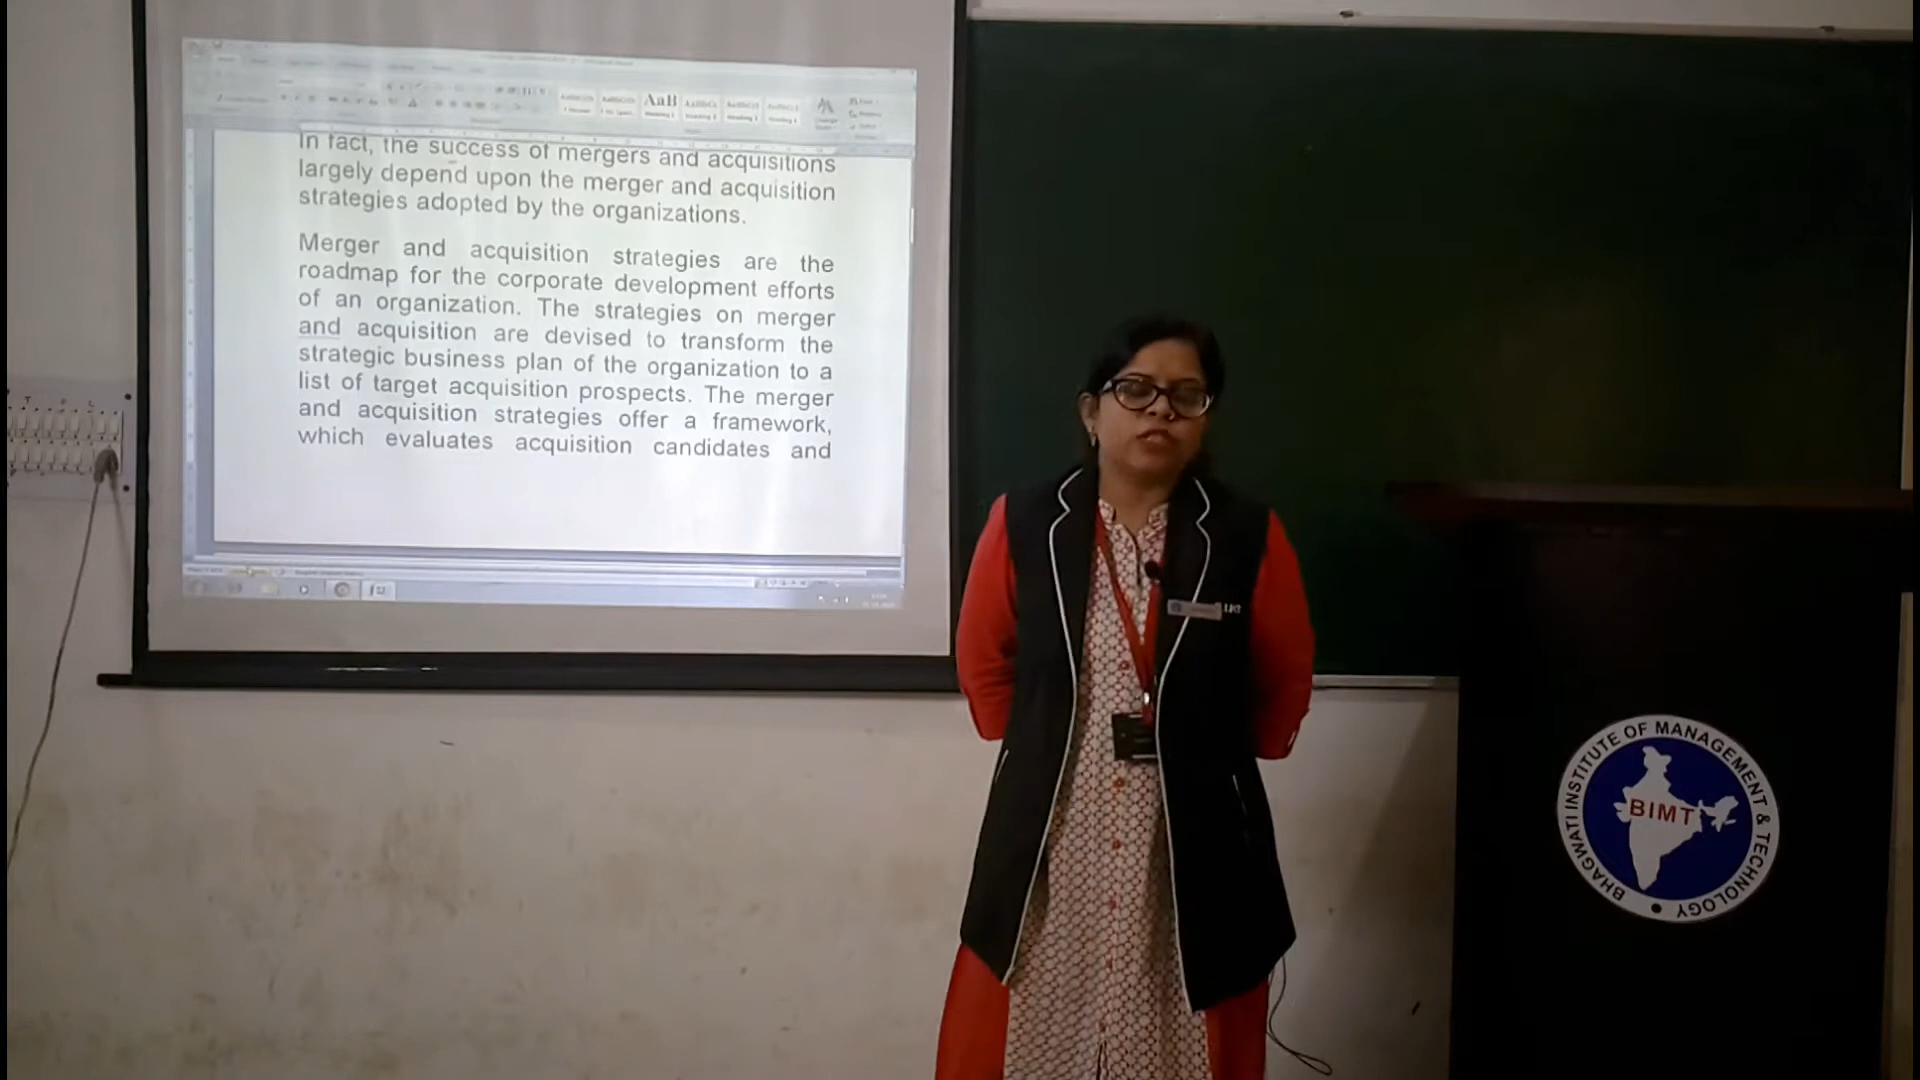 AaB
In fact, the success of mergers and acquisitions
largely depend upon the merger and acquisition
strategies adopted by the organizations.
Merger and acquisition strategies are the
roadmap for the corporate development efforts
of an organization. The strategies on merger
and acquisition are devised to transform the
strategic business plan of the organization to a
list of target acquisition prospects. The merger
and acquisition strategies offer a framework,
which evaluates acquisition candidates and
BHAGWATI INSTITUTE OF MANAGEMENT & TECHNOLOGY
BIMT